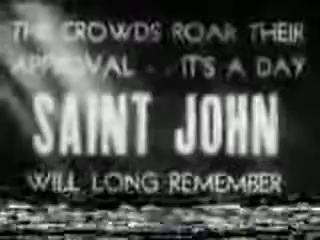 THE CROWDS ROAR THEIR
APPROVAL - - IT'S A DAY
SAINT JOHN
WILL LONG REMEMBER